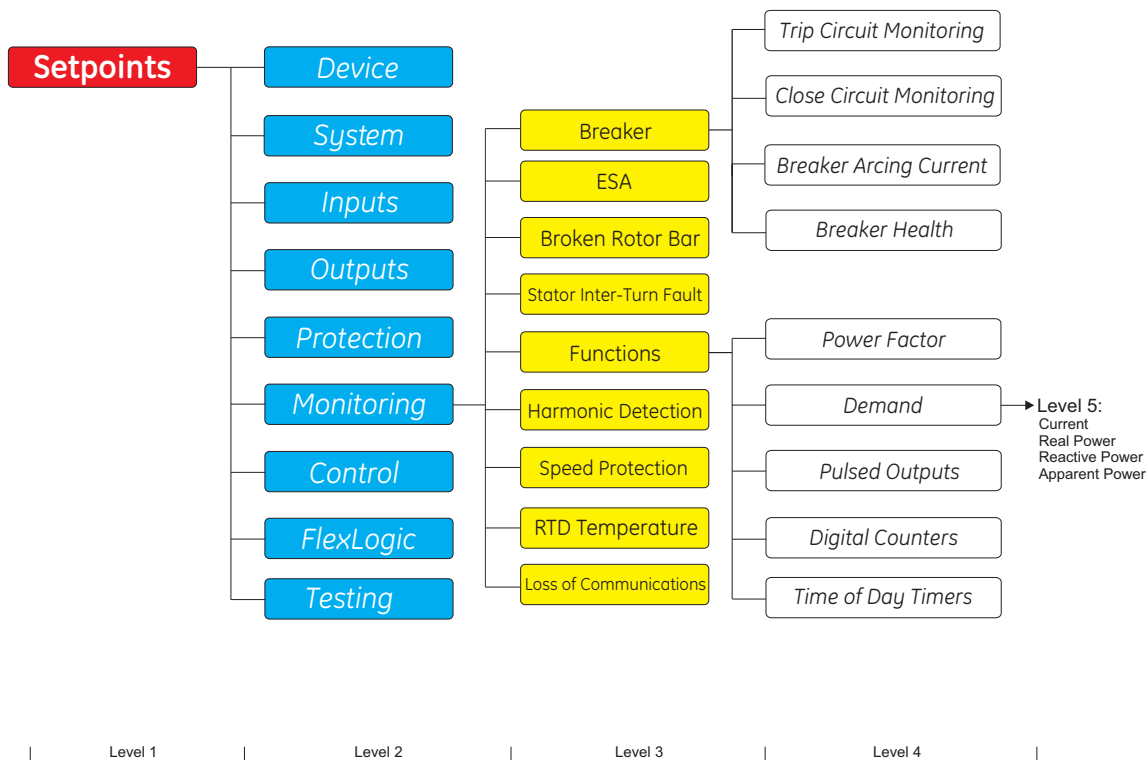 Setpoints
Device
System
Inputs
Outputs
Protection
Monitoring
Control
FlexLogic
Testing
Breaker
ESA
Broken Rotor Bar
Stator Inter-Turn Fault
Functions
Harmonic Detection
Speed Protection
RTD Temperature
Loss of Communications
Trip Circuit Monitoring
Close Circuit Monitoring
Breaker Arcing Current
Breaker Health
Power Factor
Demand
Pulsed Outputs
Digital Counters
Time of Day Timers
Level 5:
Current
Real Power
Reactive Power
Apparent Power
Level 1
Level 2
Level 3
Level 4